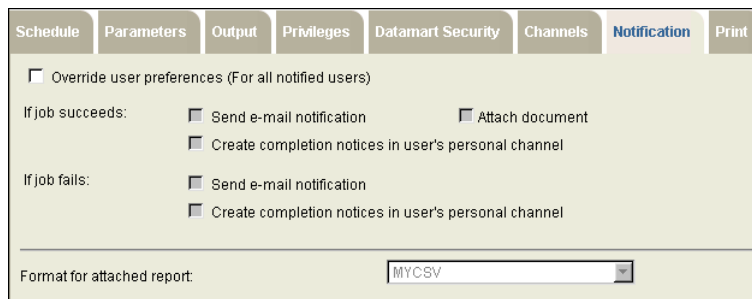 Schedule Parameters Output Privileges Datamart Security Channels Notification Print
Override user preferences (For all notified users)
If job succeeds: Send e-mail notification Attach document
Create completion notices in user's personal channel
If job fails: Send e-mail notification
Create completion notices in user's personal channel
Format for attached report: MYCSV